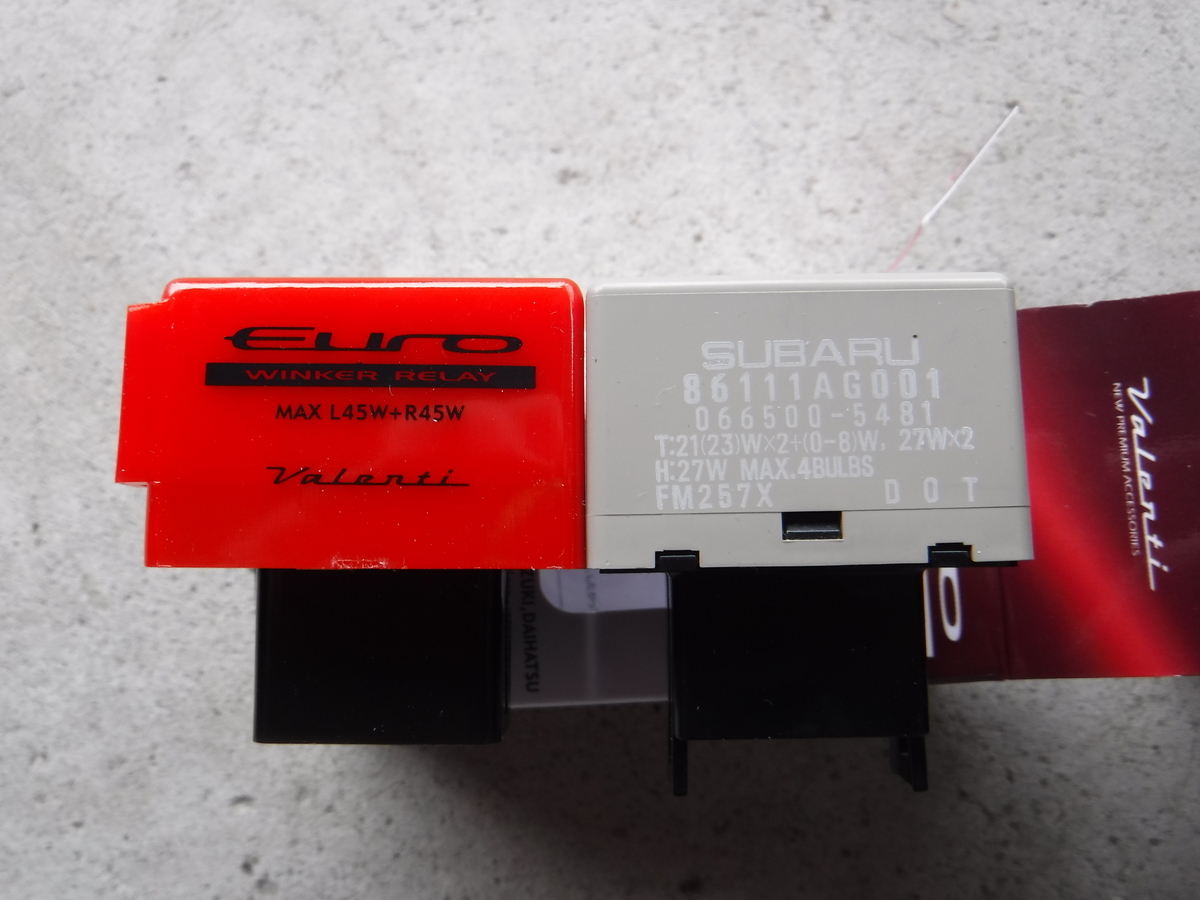 Euro
WINKER RELAY
MAX L45W+R45W
Valenti
SUBARU
86111AG001
066500-5481
T:21(23)W×2+(0-8)W, 27W×2
H:27W MAX.4BULBS
FM257X DOT
Valenti
NEW PREMIUM ACCESSORIES
DAIHATSU